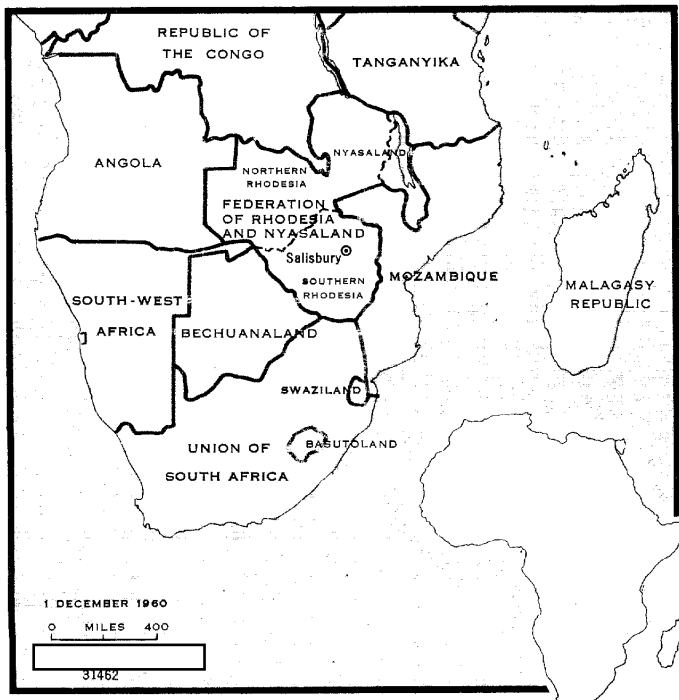 REPUBLIC OF
THE CONGO
TANGANYIKA
ANGOLA
NYASALAND
NORTHERN
RHODESIA
FEDERATION
OF RHODESIA
AND NYASALAND
Salisbury
SOUTHERN
RHODESIA
MOZAMBIQUE
MALAGASY
REPUBLIC
SOUTH-WEST
AFRICA
BECHUANALAND
SWAZILAND
BASUTOLAND
UNION OF
SOUTH AFRICA
1 DECEMBER 1960
0 MILES 400
31462